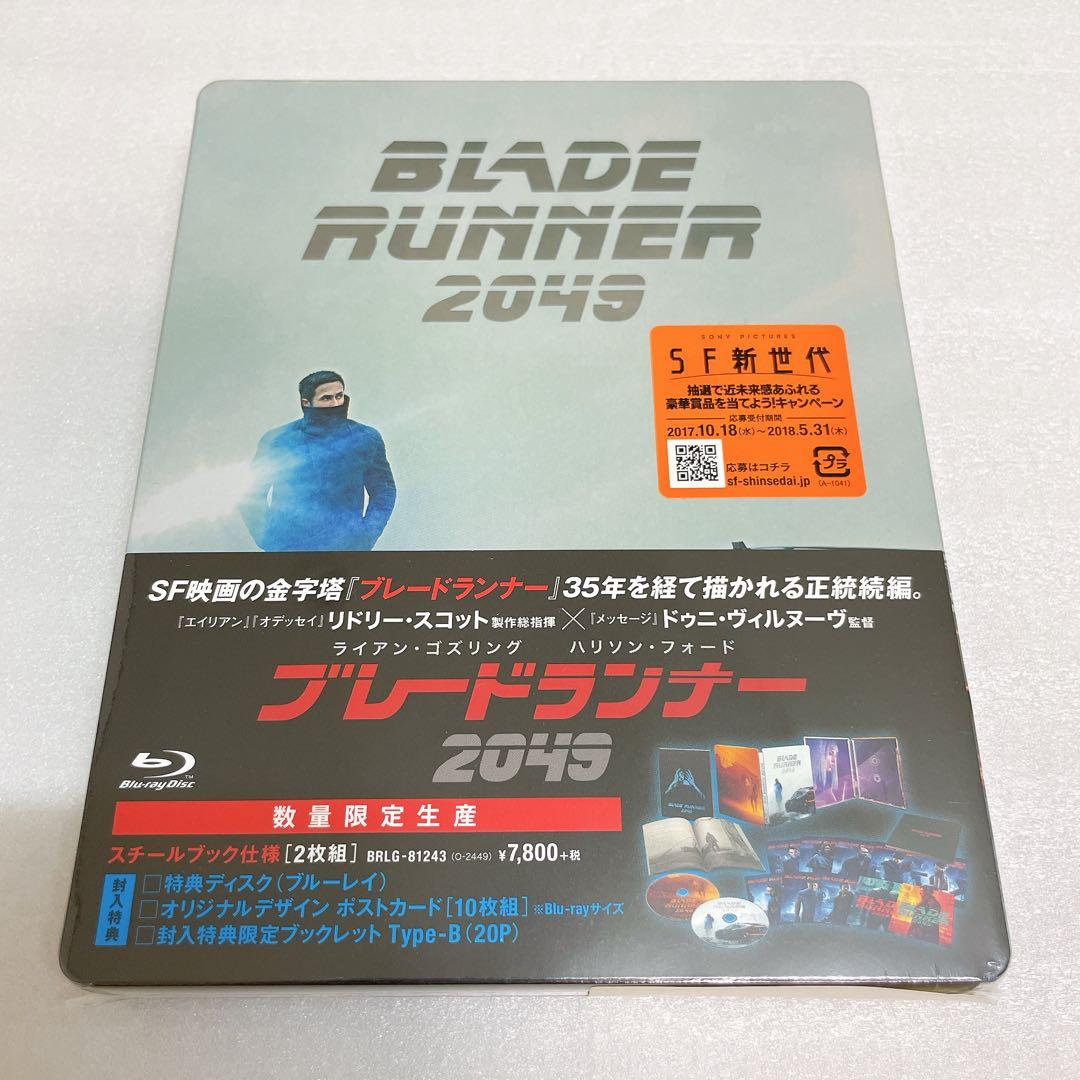 BLADE
RUNNER
2049
SONY PICTURES
SF新世代
抽選で近未来感あふれる
豪華賞品を当てよう!キャンペーン
応募受付期間
2017.10.18(水)〜2018.5.31(木)
応募はコチラ
sf-shinsedai.jp
プラ
(A-1041)
SF映画の金字塔『ブレードランナー』35年を経て描かれる正統続編。
『エイリアン』『オデッセイ』リドリー・スコット製作総指揮×『メッセージ』ドゥニ・ヴィルヌーヴ監督
ライアン・ゴズリング ハリソン・フォード
ブレードランナー
2049
Blu-ray Disc™
BLADE
RUNNER
2049
BLADE RUNNER
数量限定生産
スチールブック仕様[2枚組] BRLG-81243 (O-2449) ¥7,800+税
封入特典
□特典ディスク(ブルーレイ)
□オリジナルデザイン ポストカード[10枚組]※Blu-rayサイズ
□封入特典限定ブックレット Type-B(20P)